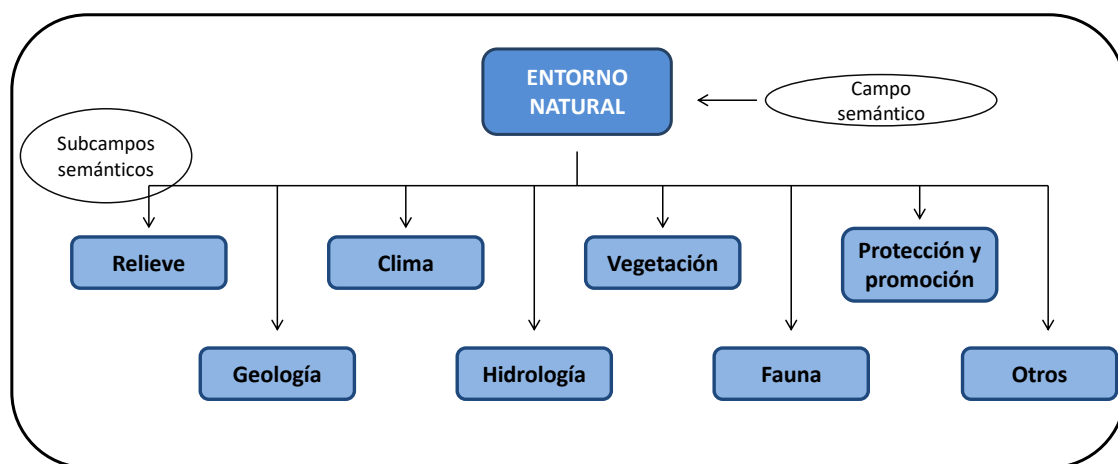 ENTORNO
NATURAL
Campo
semántico
Subcampos
semánticos
Relieve
Clima
Vegetación
Protección y
promoción
Geología
Hidrología
Fauna
Otros